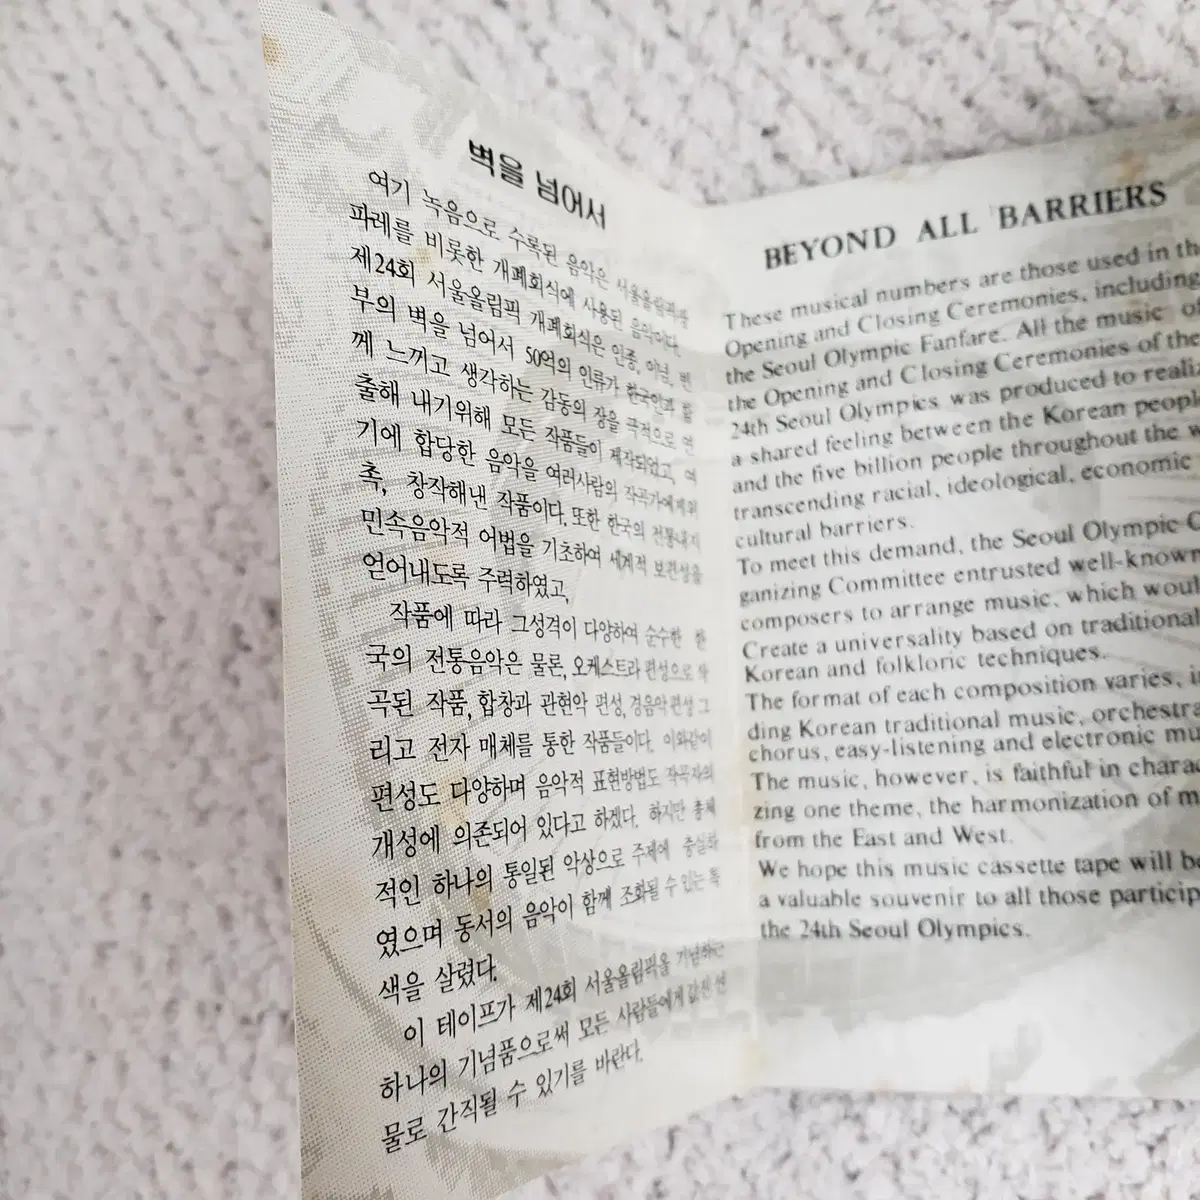 벽을 넘어서
여기 녹음으로 수록된 음악은 서울올림픽팡
파레를 비롯한 개폐회식에 사용된 음악이다.
제24회 서울올림픽 개폐회식은 인종, 이념, 빈
부의 벽을 넘어서 50억의 인류가 한국인과 함
께 느끼고 생각하는 감동의 장을 극적으로 연
출해 내기위해 모든 작품들이 제작되었고, 여
기에 합당한 음악을 여러사람의 작곡가에게위
촉, 창작해낸 작품이다. 또한 한국의 전통내지
민속음악적 어법을 기초하여 세계적 보편성을
얻어내도록 주력하였고,
작품에 따라 그성격이 다양하여 순수한 한
국의 전통음악은 물론, 오케스트라 편성으로 작
곡된 작품, 합창과 관현악 편성, 경음악 편성 그
리고 전자 매체를 통한 작품들이다. 이와같이
편성도 다양하며 음악적 표현방법도 작곡자의
개성에 의존되어 있다고 하겠다. 하지만 총체
적인 하나의 통일된 악상으로 주제에 충실하
였으며 동서의 음악이 함께 조화될 수 있는 특
색을 살렸다.
이 테이프가 제24회 서울올림픽을 기념하는
하나의 기념품으로써 모든 사람들에게 값진 선
물로 간직될 수 있기를 바란다.
BEYOND ALL BARRIERS
These musical numbers are those used in
Opening and Closing Ceremonies, including
the Seoul Olympic Fanfare. All the music
the Opening and Closing Ceremonies of the
24th Seoul Olympics was produced to
a shared feeling between the Korean
and the five billion people throughout the
transcending racial, ideological, economic
cultural barriers.
To meet this demand, the Seoul Olympic
ganizing Committee entrusted well-known
composers to arrange music, which
Create a universality based on traditional
Korean and folkloric techniques.
The format of each composition varies,
ding Korean traditional music,
chorus, easy-listening and electronic
The music, however, is faithful in
zing one theme, the harmonization of
from the East and West.
We hope this music cassette tape will
a valuable souvenir to all those
the 24th Seoul Olympics.